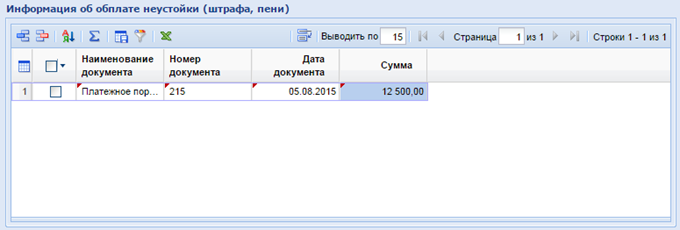 Информация об обплате неустойки (штрафа, пени)
А Я Σ Выводить по 15 Страница 1 из 1 Строки 1 - 1 из 1
Наименование документа Номер документа Дата документа Сумма
1 Платежное пор... 215 05.08.2015 12 500,00